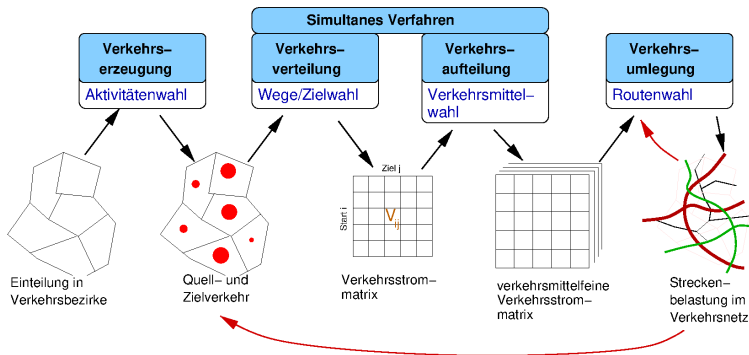 Simultanes Verfahren
Verkehrs–
erzeugung
Aktivitätenwahl
Verkehrs–
verteilung
Wege/Zielwahl
Verkehrs–
aufteilung
Verkehrsmittel–
wahl
Verkehrs–
umlegung
Routenwahl
Einteilung in
Verkehrsbezirke
Quell– und
Zielverkehr
Ziel j
Start i
Vij
Verkehrsstrom–
matrix
verkehrsmittelfeine
Verkehrsstrom–
matrix
Strecken–
belastung im
Verkehrsnetz